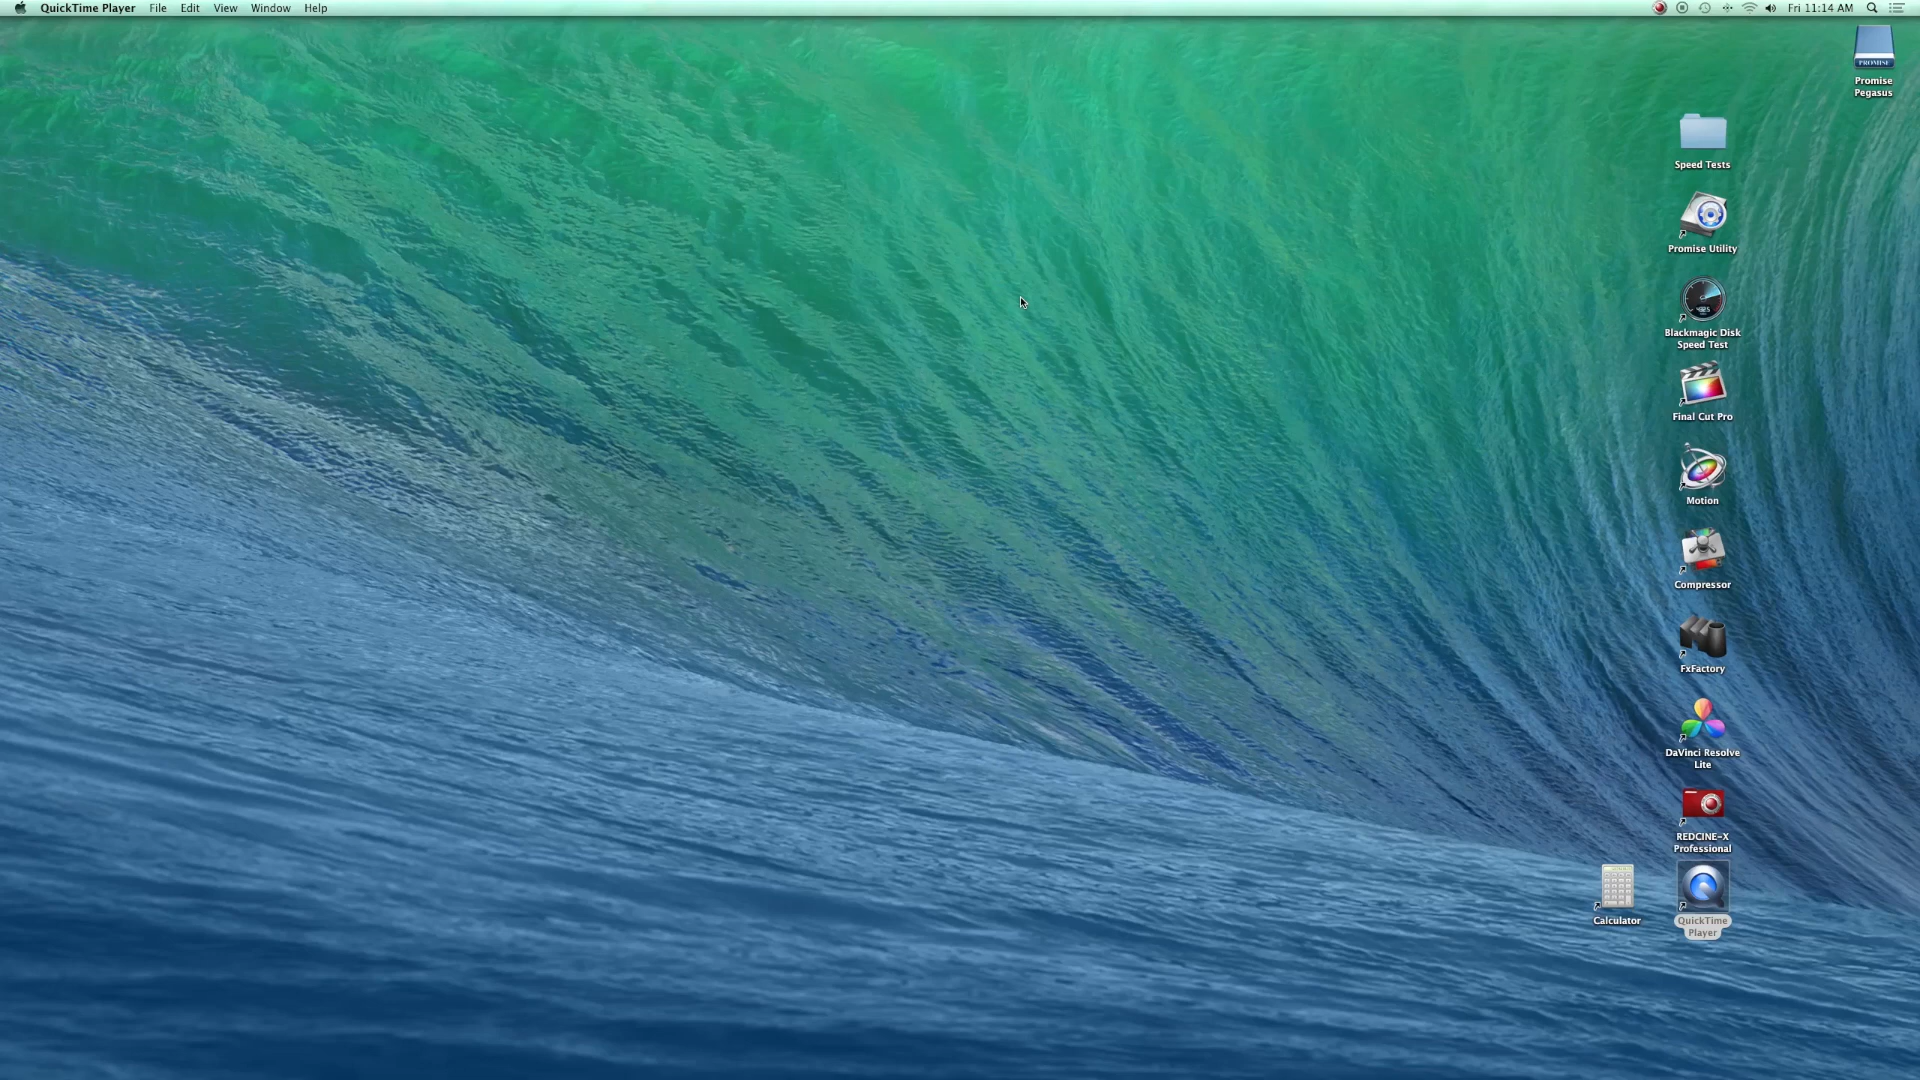 QuickTime Player File Edit View Window Help Fri 11:14 AM
PROMISE
Promise
Pegasus
Speed Tests
Promise Utility
Blackmagic Disk
Speed Test
Final Cut Pro
Motion
Compressor
FxFactory
DaVinci Resolve
Lite
REDCINE-X
Professional
Calculator
QuickTime
Player